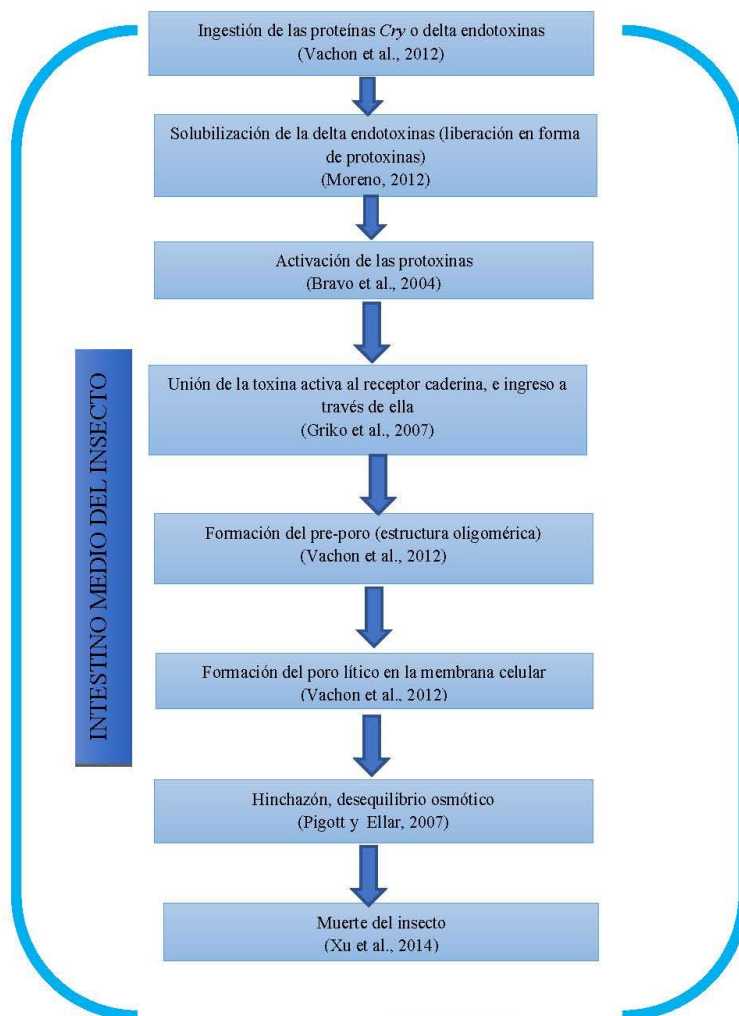 Ingestión de las proteínas Cry o delta endotoxinas
(Vachon et al., 2012)
Solubilización de la delta endotoxinas (liberación en forma
de protoxinas)
(Moreno, 2012)
Activación de las protoxinas
(Bravo et al., 2004)
INTESTINO MEDIO DEL INSECTO
Unión de la toxina activa al receptor caderina, e ingreso a
través de ella
(Griko et al., 2007)
Formación del pre-poro (estructura oligomérica)
(Vachon et al., 2012)
Formación del poro lítico en la membrana celular
(Vachon et al., 2012)
Hinchazón, desequilibrio osmótico
(Pigott y Ellar, 2007)
Muerte del insecto
(Xu et al., 2014)